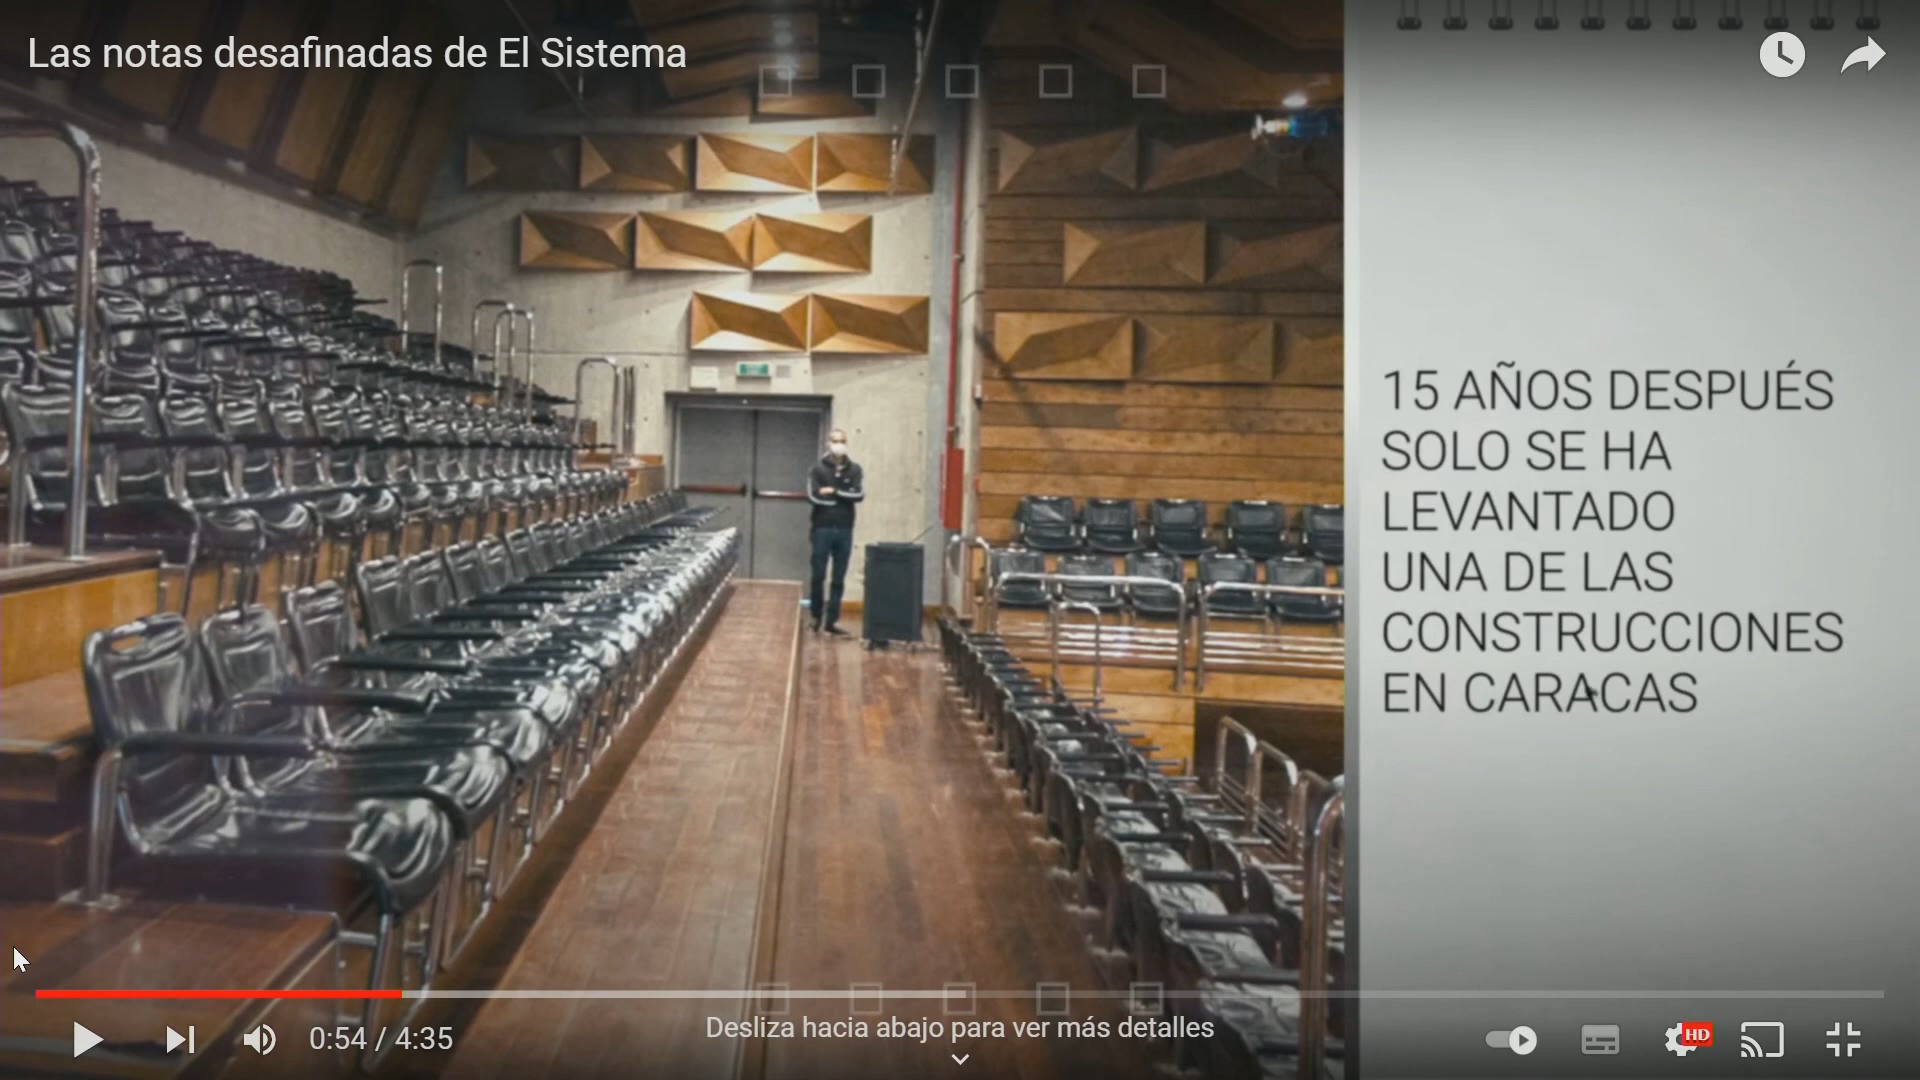 Las notas desafinadas de El Sistema
15 AÑOS DESPUÉS
SOLO SE HA
LEVANTADO
UNA DE LAS
CONSTRUCCIONES
EN CARACAS
0:54 / 4:35
Desliza hacia abajo para ver más detalles
HD